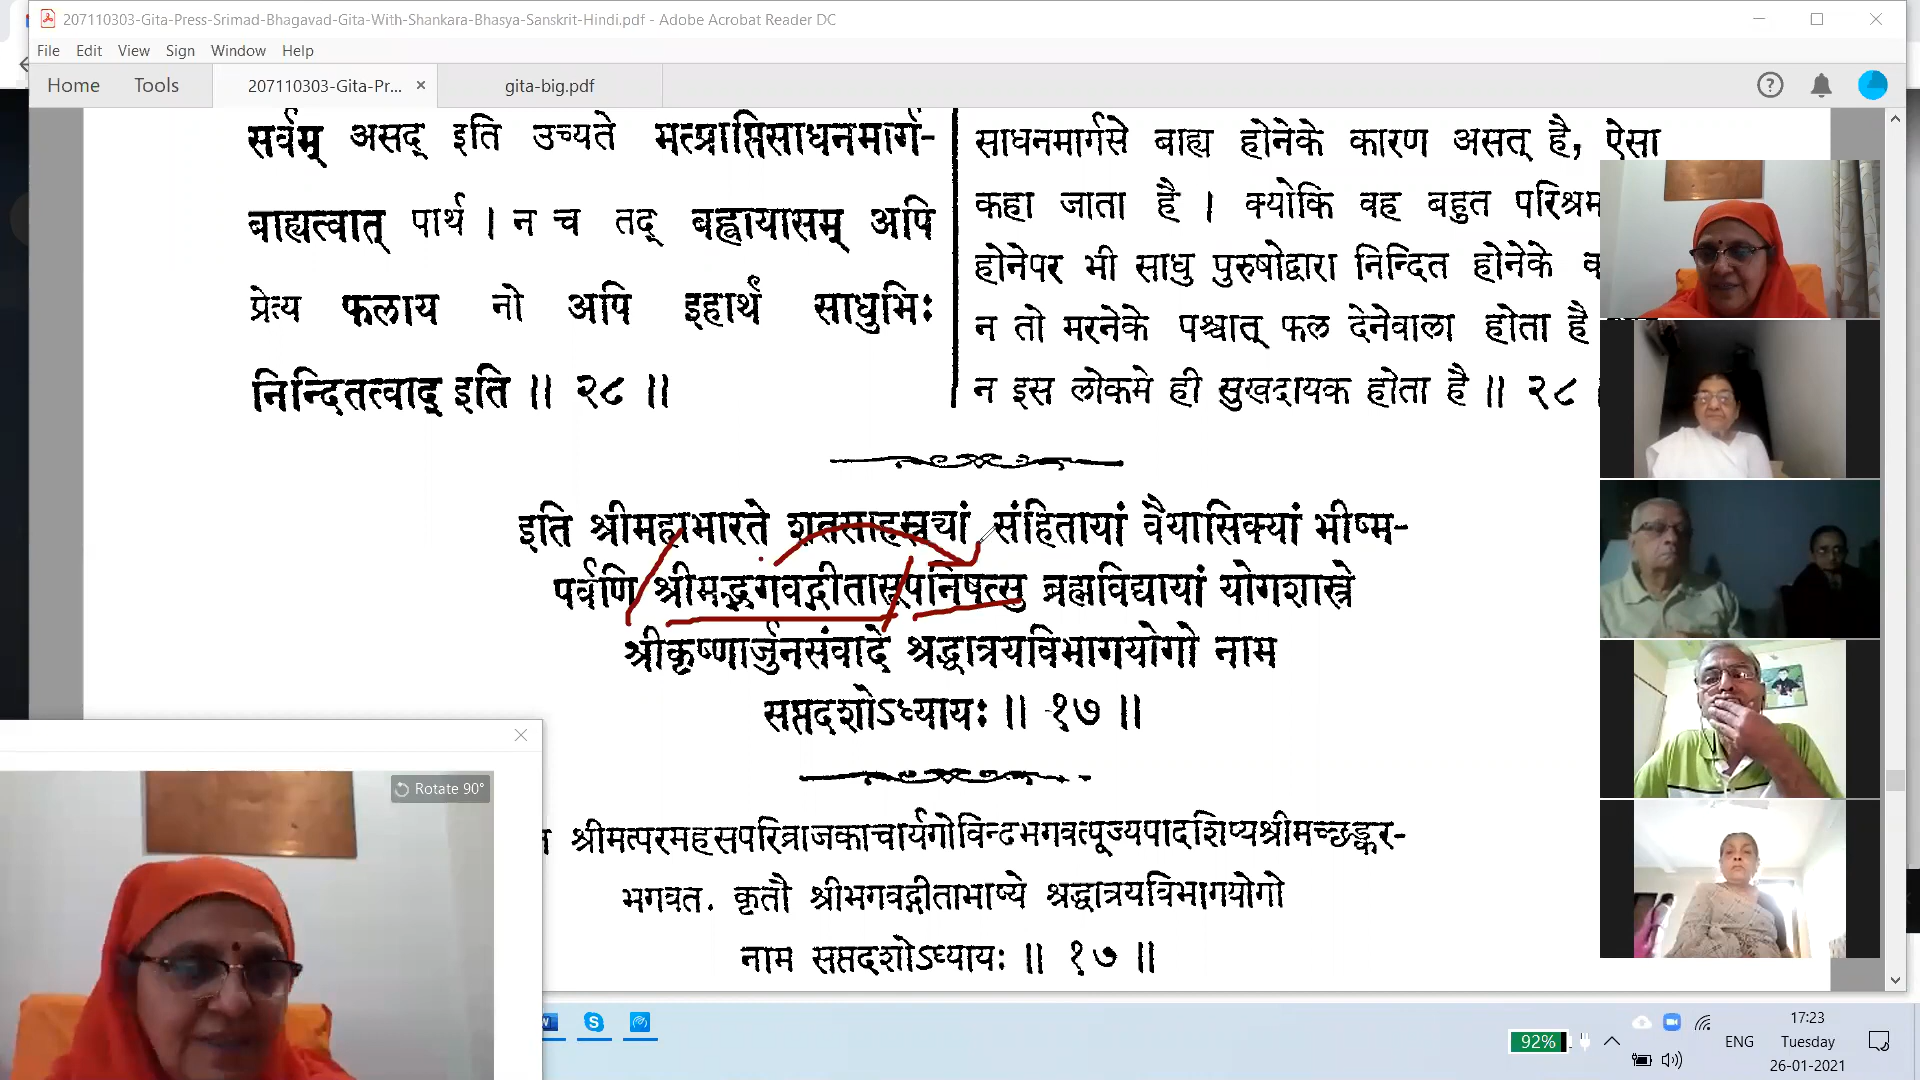 207110303-Gita-Press-Srimad-Bhagavad-Gita-With-Shankara-Bhasya-Sanskrit-Hindi.pdf - Adobe Acrobat Reader DC
File Edit View Sign Window Help
Home Tools 207110303-Gita-Pr... × gita-big.pdf
सर्वम् असद् इति उच्यते मत्प्राप्तिसाधनमार्ग-
बाह्यत्वात् पार्थ । न च तद् बह्वायासम् अपि
प्रेत्य फलाय नो अपि इहार्थं साधुभिः
निन्दितत्वाद् इति ॥ २८ ॥
साधनमार्गसे बाह्य होनेके कारण असत् है, ऐसा
कहा जाता है । क्योंकि वह बहुत परिश्रम
होनेपर भी साधु पुरुषोद्वारा निन्दित होनेके
न तो मरनेके पश्चात् फल देनेवाला होता है
न इस लोकमे ही सुखदायक होता है ॥ २८
इति श्रीमहाभारते शतसाहस्र्यां संहितायां वैयासिक्यां भीष्म-
पर्वणि श्रीमद्भगवद्गीतासूपनिषत्सु ब्रह्मविद्यायां योगशास्त्रे
श्रीकृष्णार्जुनसंवादे श्रद्धात्रयविभागयोगो नाम
सप्तदशोऽध्यायः ॥ १७ ॥
श्रीमत्परमहसपरिव्राजकाचार्यगोविन्दभगवत्पूज्यपादशिष्यश्रीमच्छङ्कर-
भगवत. कृतौ श्रीभगवद्गीताभाष्ये श्रद्धात्रयविभागयोगो
नाम सप्तदशोऽध्यायः ॥ १७ ॥
Rotate 90°
92%
ENG
17:23
Tuesday
26-01-2021